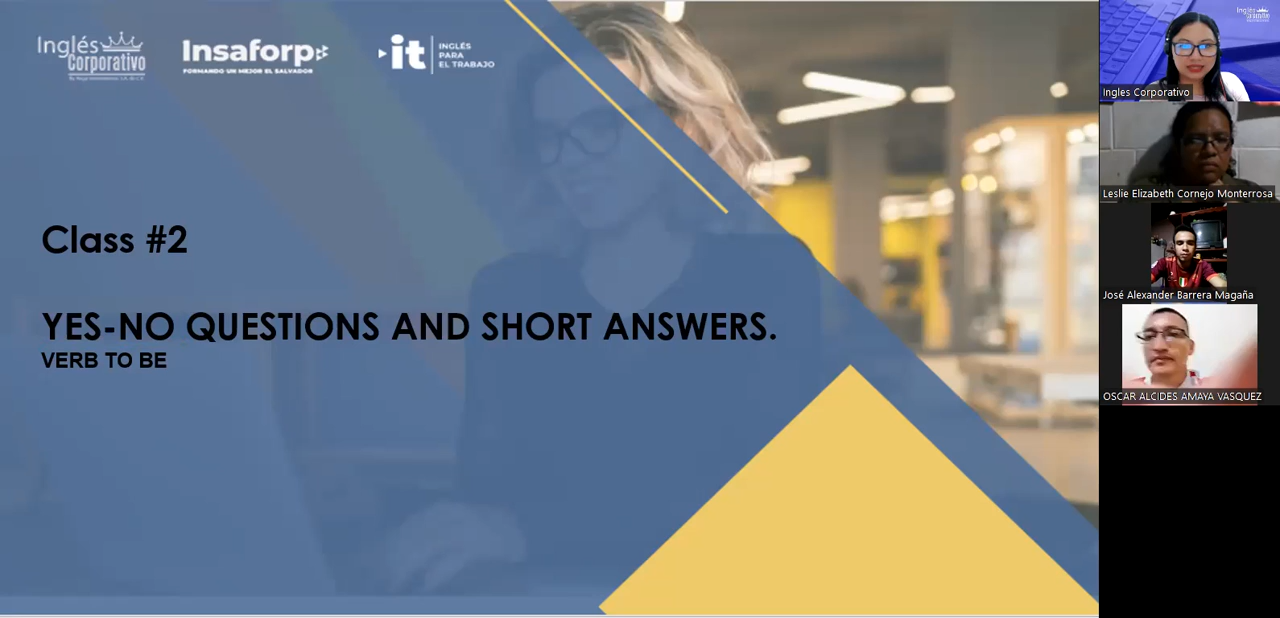 Inglés
Corporativo
Insaforp
FORMANDO UN MEJOR EL SALVADOR
it
INGLÉS
PARA
EL TRABAJO
Class #2
YES-NO QUESTIONS AND SHORT ANSWERS.
VERB TO BE
Ingles Corporativo
Leslie Elizabeth Cornejo Monterrosa
José Alexander Barrera Magaña
OSCAR ALCIDES AMAYA VASQUEZ